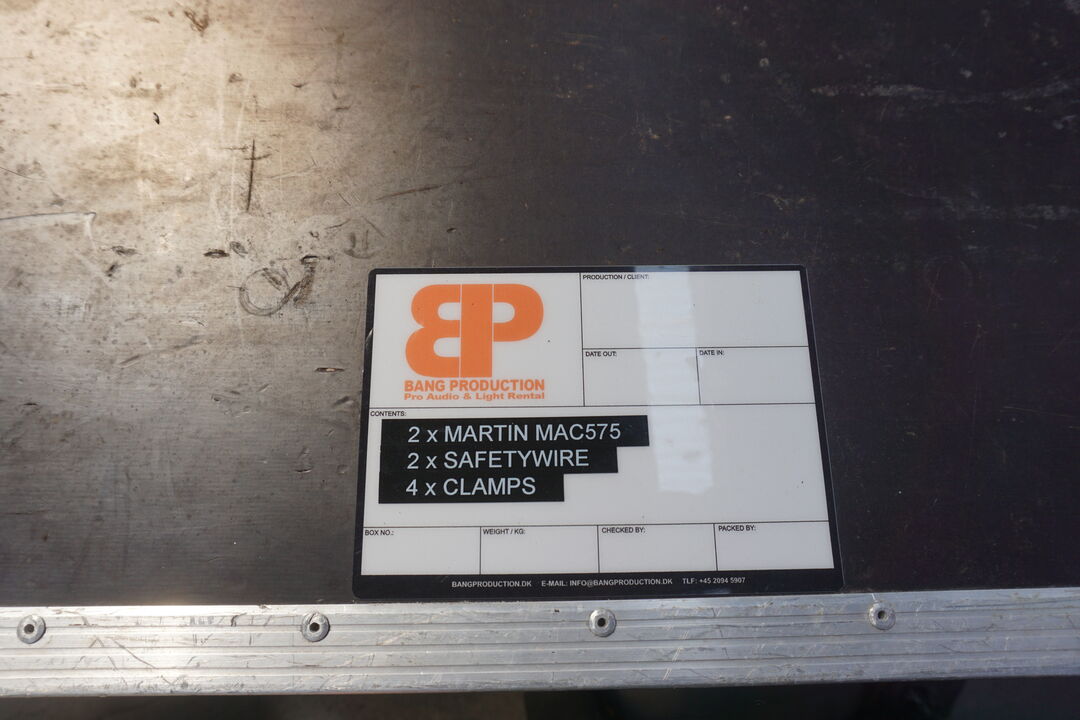 BP
BANG PRODUCTION
Pro Audio & Light Rental
PRODUCTION / CLIENT:
DATE OUT:
DATE IN:
CONTENTS:
2 x MARTIN MAC575
2 x SAFETYWIRE
4 x CLAMPS
BOX NO.:
WEIGHT / KG:
CHECKED BY:
PACKED BY:
BANGPRODUCTION.DK E-MAIL: INFO@BANGPRODUCTION.DK TLF: +45 2094 5907